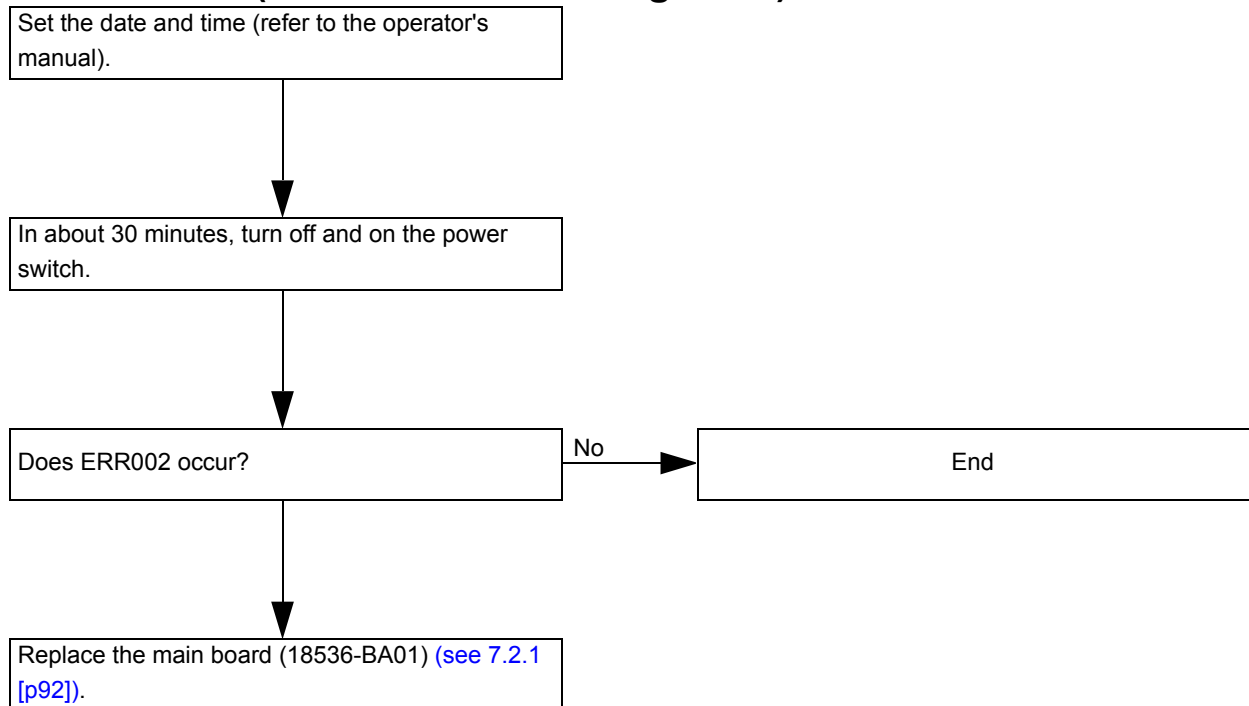 Set the date and time (refer to the operator's
manual).
In about 30 minutes, turn off and on the power
switch.
Does ERR002 occur?
No
End
Replace the main board (18536-BA01) (see 7.2.1
[p92]).